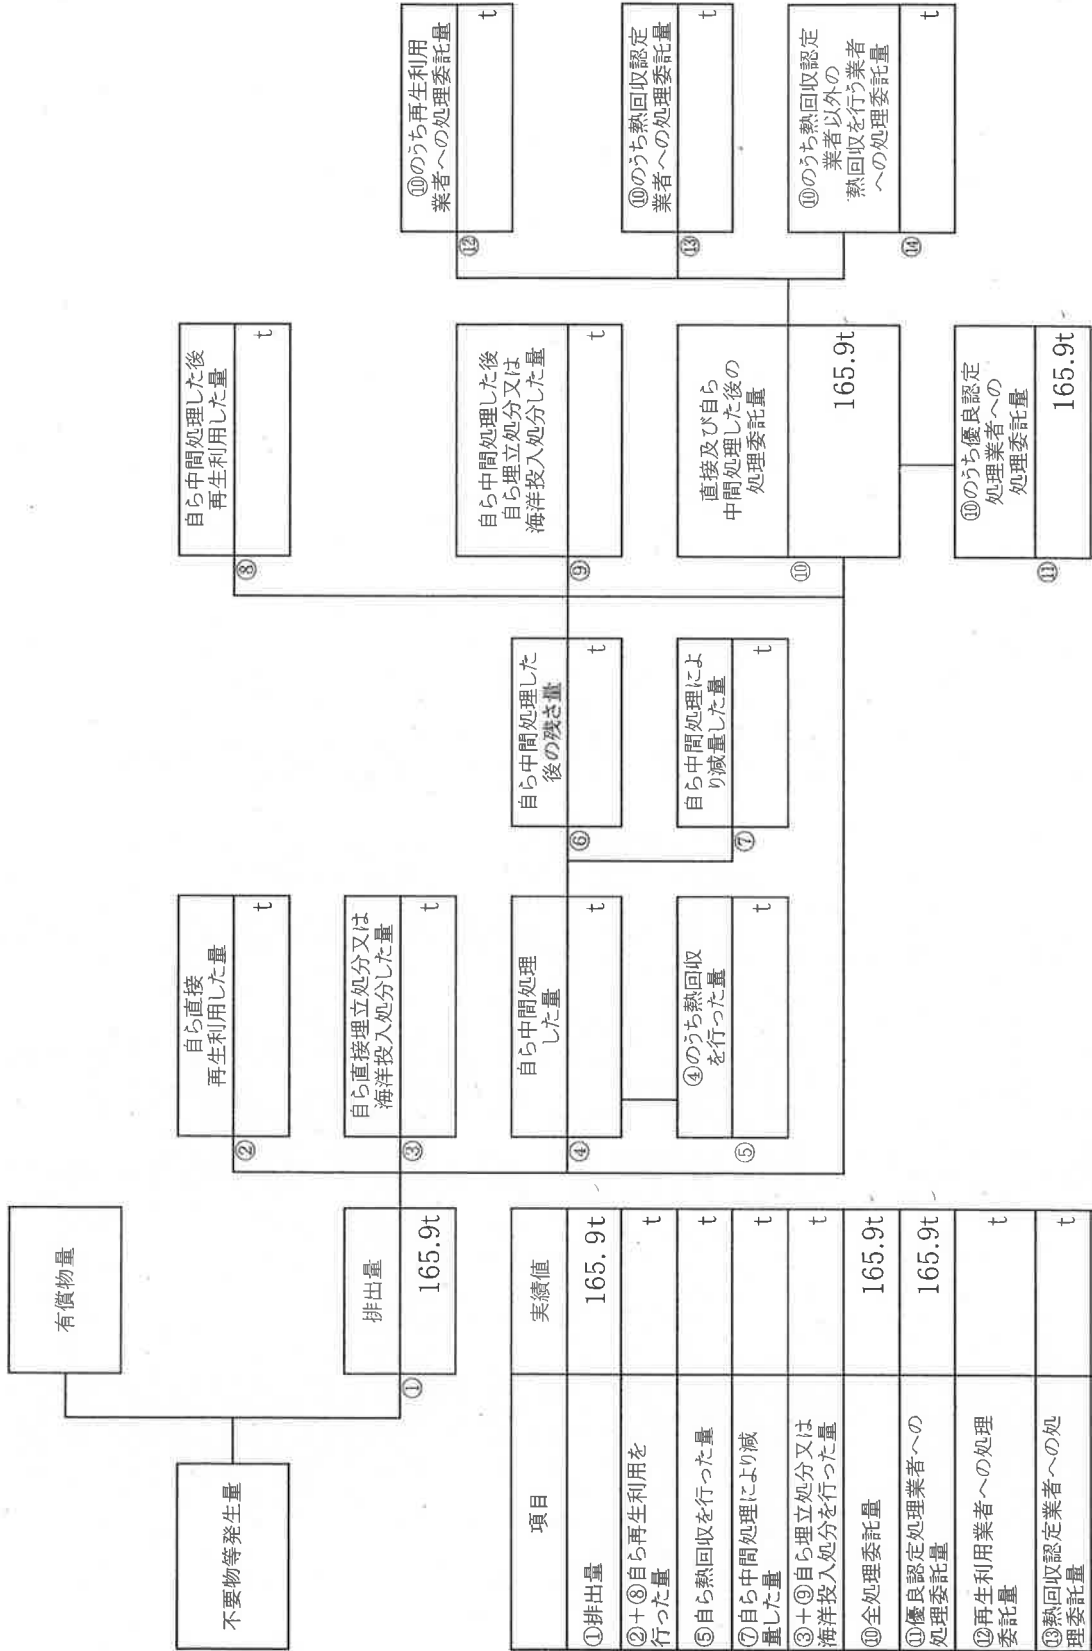 不要物等発生量
有償物量
①
排出量
165.9t
②
自ら直接
再生利用した量
t
③
自ら直接埋立処分又は
海洋投入処分した量
t
④
自ら中間処理
した量
t
⑤
④のうち熱回収
を行った量
t
⑥
自ら中間処理した
後の残さ量
t
⑦
自ら中間処理によ
り減量した量
t
⑧
自ら中間処理した後
再生利用した量
t
⑨
自ら中間処理した後
自ら埋立処分又は
海洋投入処分した量
t
⑩
直接及び自ら
中間処理した後の
処理委託量
165.9t
⑪
⑩のうち優良認定
処理業者への
処理委託量
165.9t
⑫
⑩のうち再生利用
業者への処理委託量
t
⑬
⑩のうち熱回収認定
業者への処理委託量
t
⑭
⑩のうち熱回収認定
業者以外の
熱回収を行う業者
への処理委託量
t
項目 実績値
①排出量 165.9t
②+⑧自ら再生利用を
行った量 t
⑤自ら熱回収を行った量 t
⑦自ら中間処理により減
量した量 t
③+⑨自ら埋立処分又は
海洋投入処分を行った量 t
⑩全処理委託量 165.9t
⑪優良認定処理業者への
処理委託量 165.9t
⑫再生利用業者への処理
委託量 t
⑬熱回収認定業者への処
理委託量 t